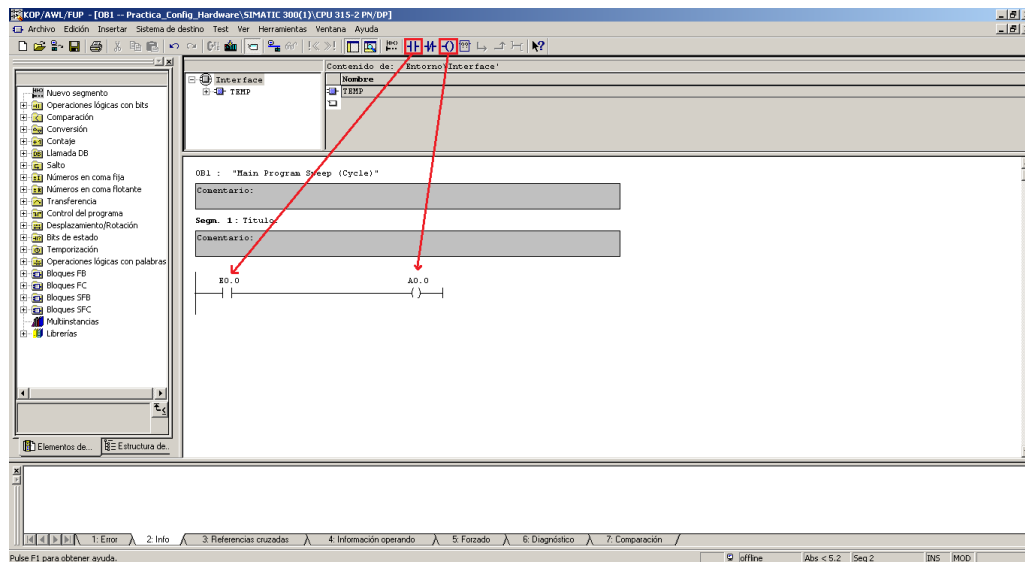 KOP/AWL/FUP - [OB1 -- Practica_Config_Hardware\SIMATIC 300(1)\CPU 315-2 PN/DP]
Archivo Edición Insertar Sistema de destino Test Ver Herramientas Ventana Ayuda
Contenido de: 'Entorno\Interface'
Interface
TEMP
Nombre
TEMP
Nuevo segmento
Operaciones lógicas con bits
Comparación
Conversión
Contaje
Llamada DB
Salto
Números en coma fija
Números en coma flotante
Transferencia
Control del programa
Desplazamiento/Rotación
Bits de estado
Temporización
Operaciones lógicas con palabras
Bloques FB
Bloques FC
Bloques SFB
Bloques SFC
Multiinstancias
Librerías
Elementos de...
Estructura de..
OB1 : "Main Program Sweep (Cycle)"
Comentario:
Segm. 1: Título:
Comentario:
E0.0 A0.0
1: Error 2: Info 3: Referencias cruzadas 4: Información operando 5: Forzado 6: Diagnóstico 7: Comparación
Pulse F1 para obtener ayuda.
offline Abs < 5.2 Seg 2 INS MOD